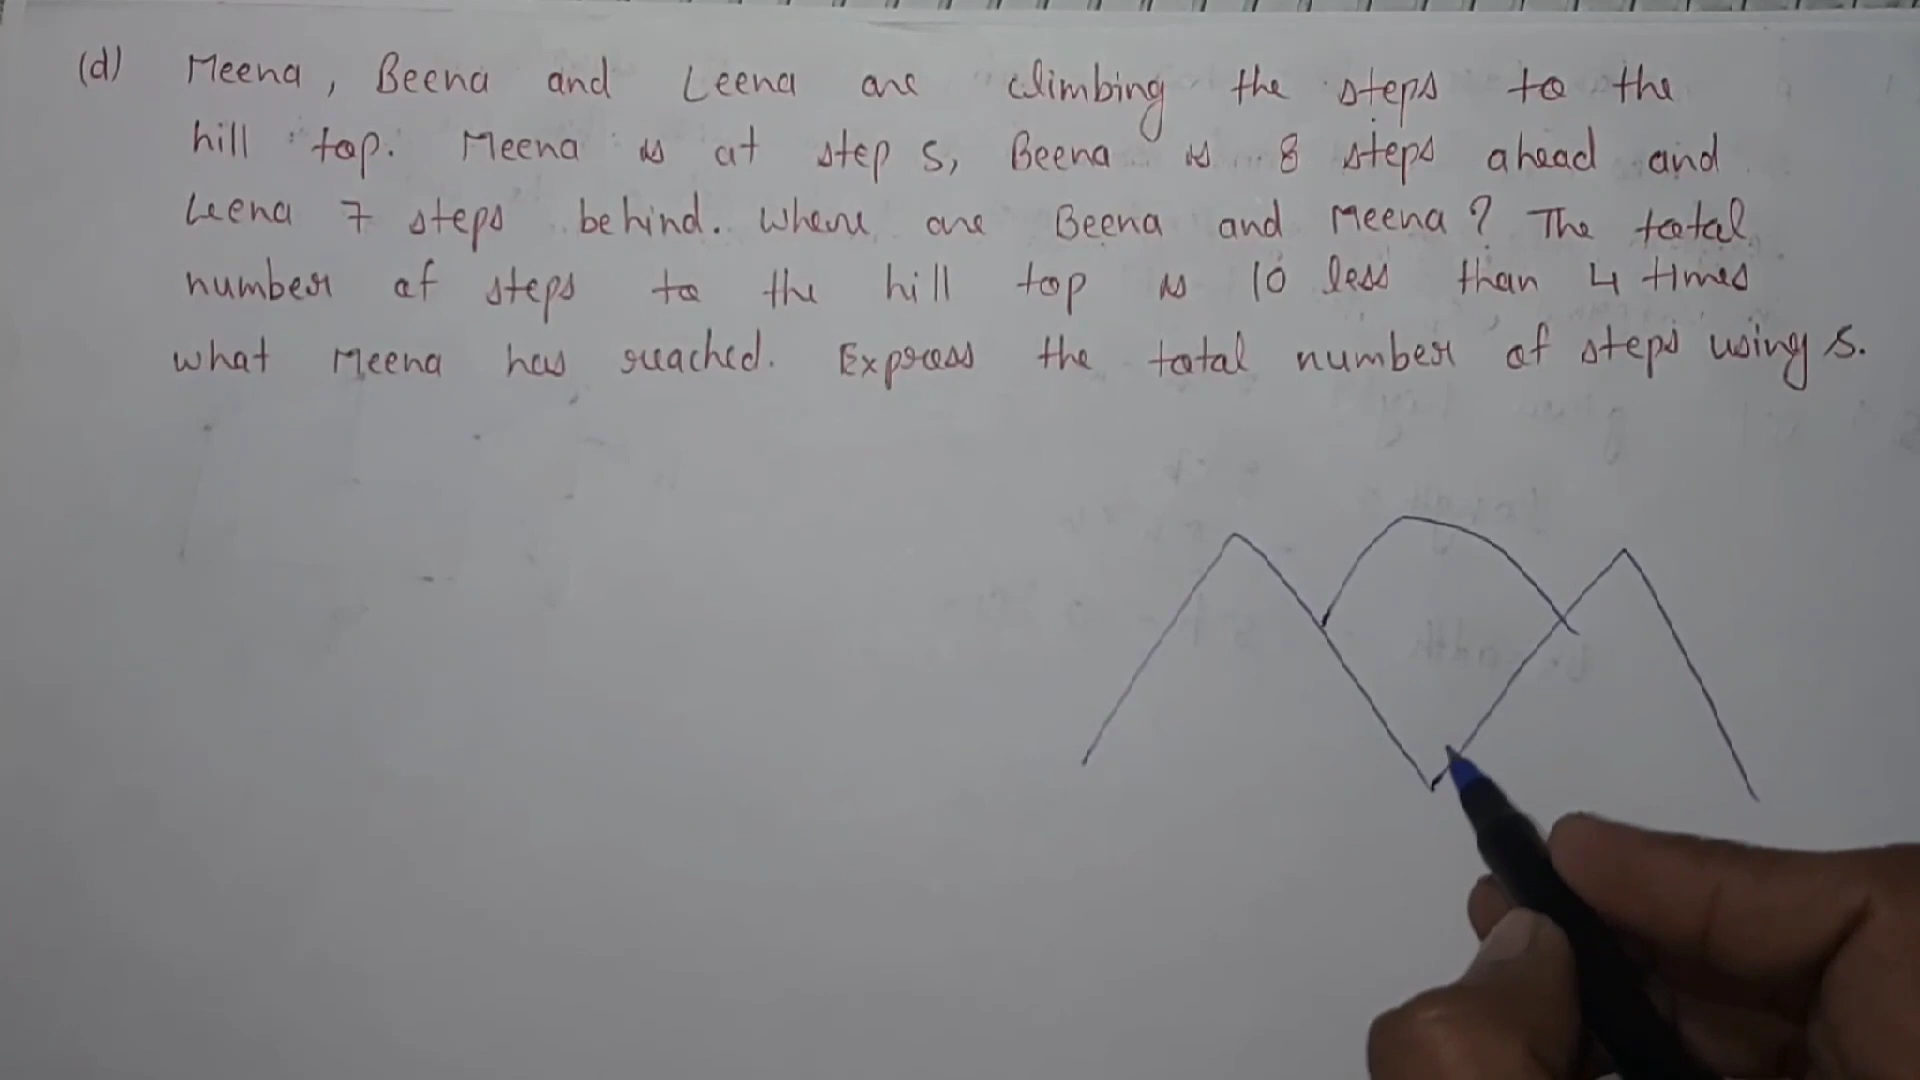 (d) Meena, Beena and Leena are climbing the steps to the
hill top. Meena is at step s, Beena is 8 steps ahead and
Leena 7 steps behind. Where are Beena and Meena? The total
number of steps to the hill top is 10 less than 4 times
what Meena has reached. Express the total number of steps using s.